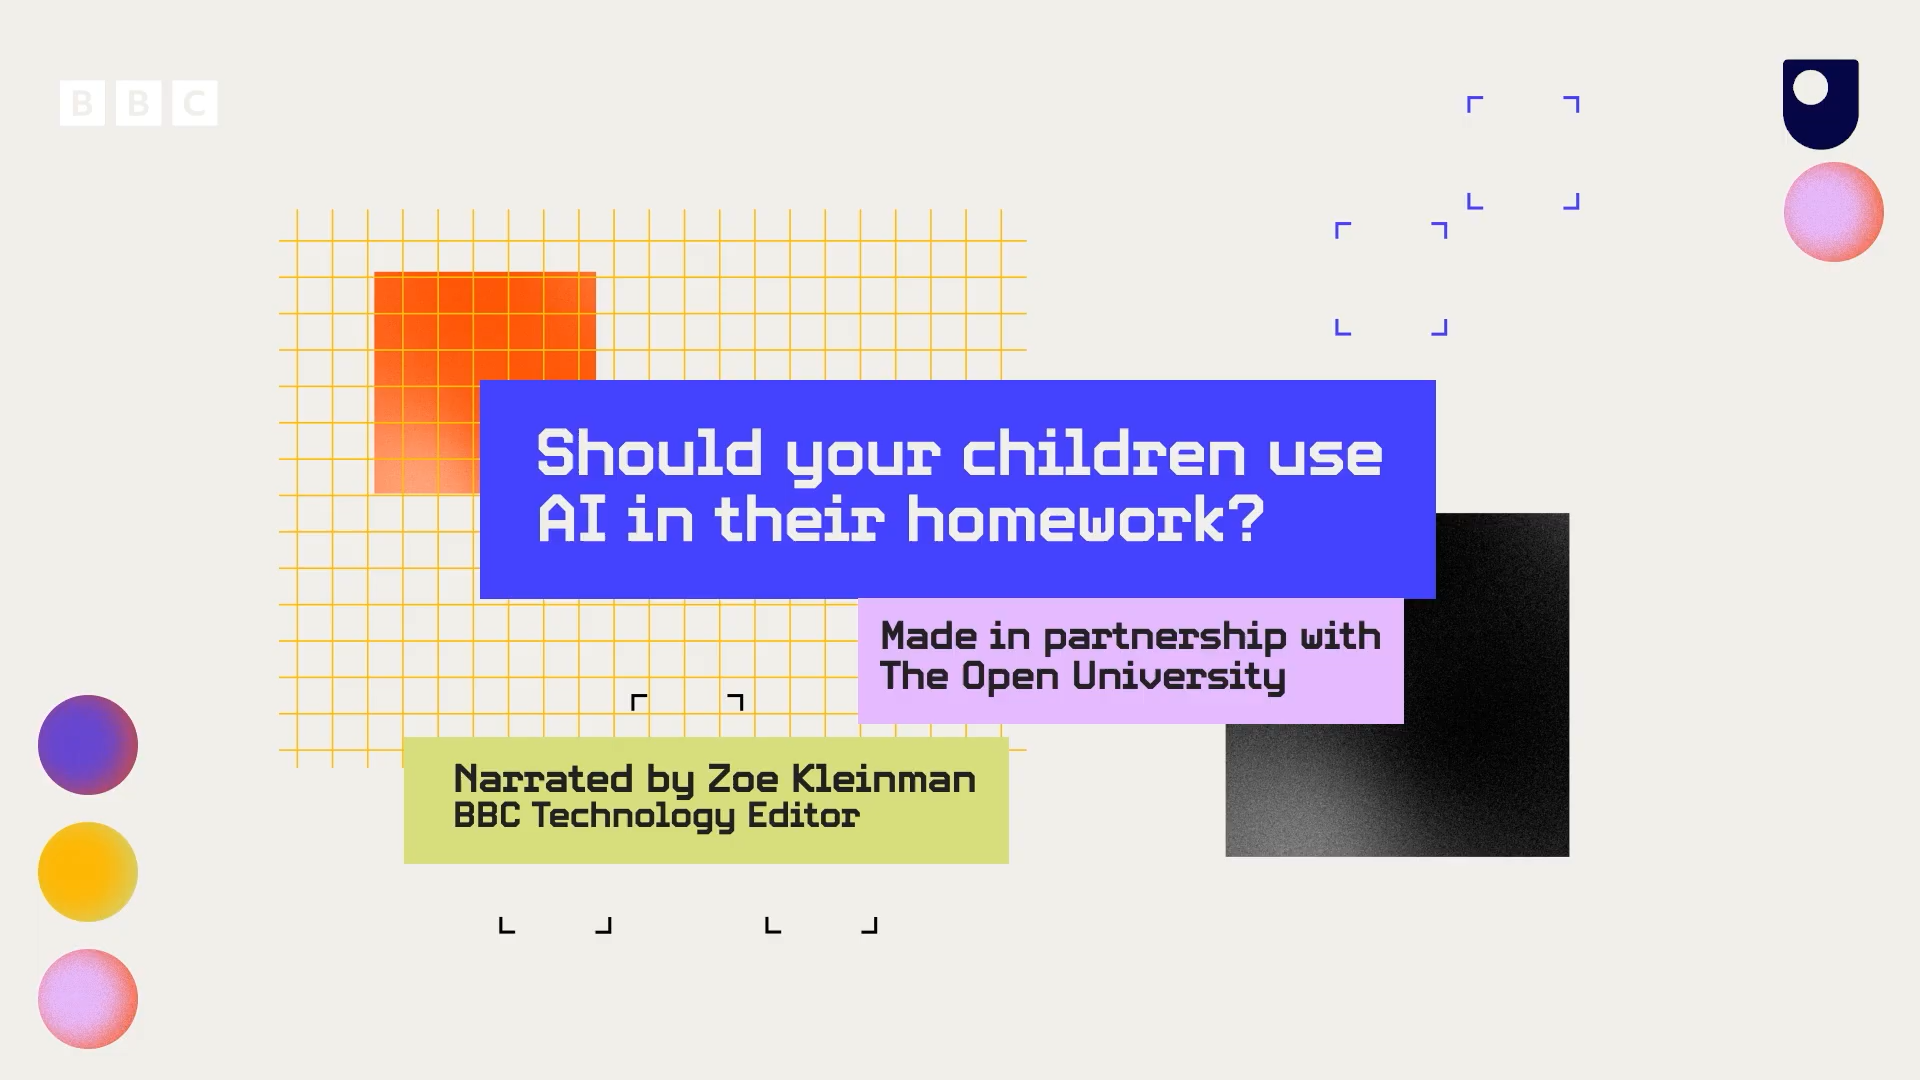 BBC
Should your children use
AI in their homework?
Made in partnership with
The Open University
Narrated by Zoe Kleinman
BBC Technology Editor